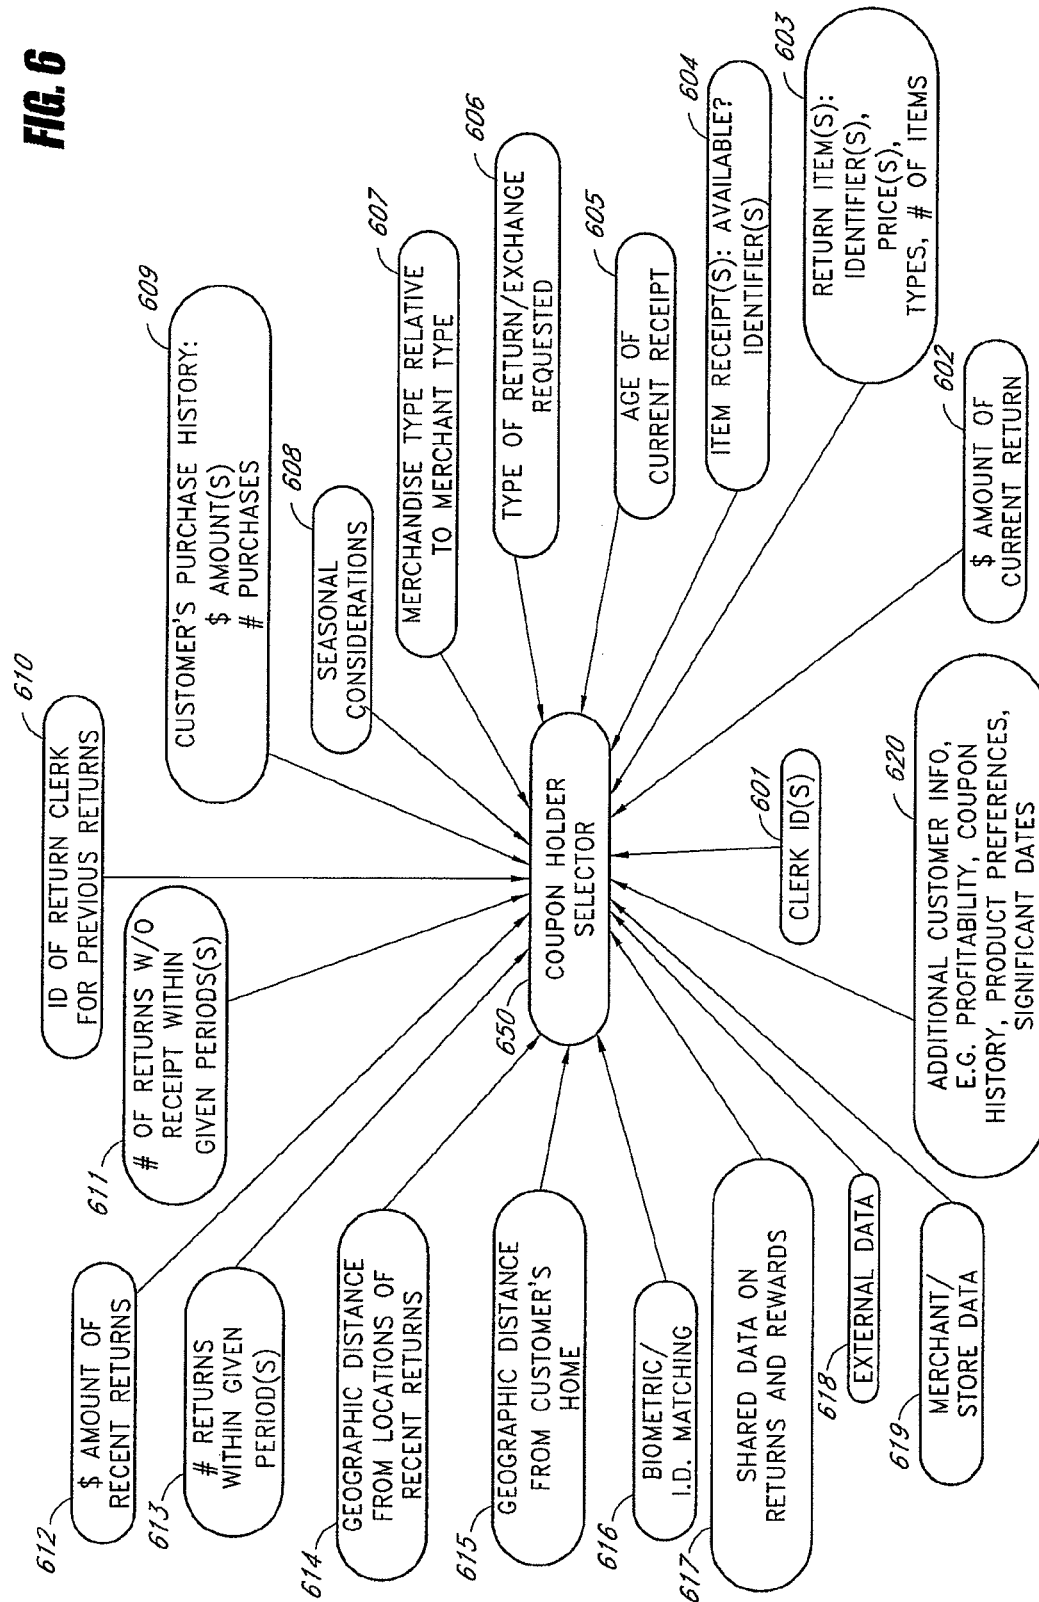 FIG. 6
610
ID OF RETURN CLERK
FOR PREVIOUS RETURNS
609
CUSTOMER'S PURCHASE HISTORY:
$ AMOUNT(S)
# PURCHASES
608
SEASONAL
CONSIDERATIONS
607
MERCHANDISE TYPE RELATIVE
TO MERCHANT TYPE
606
TYPE OF RETURN/EXCHANGE
REQUESTED
605
AGE OF
CURRENT RECEIPT
604
ITEM RECEIPT(S): AVAILABLE?
IDENTIFIER(S)
603
RETURN ITEM(S):
IDENTIFIER(S),
PRICE(S),
TYPES, # OF ITEMS
602
$ AMOUNT OF
CURRENT RETURN
601
CLERK ID(S)
620
ADDITIONAL CUSTOMER INFO,
E.G. PROFITABILITY, COUPON
HISTORY, PRODUCT PREFERENCES,
SIGNIFICANT DATES
650
COUPON HOLDER
SELECTOR
611
# OF RETURNS W/O
RECEIPT WITHIN
GIVEN PERIODS(S)
612
$ AMOUNT OF
RECENT RETURNS
613
# RETURNS
WITHIN GIVEN
PERIOD(S)
614
GEOGRAPHIC DISTANCE
FROM LOCATIONS OF
RECENT RETURNS
615
GEOGRAPHIC DISTANCE
FROM CUSTOMER'S
HOME
616
BIOMETRIC/
I.D. MATCHING
617
SHARED DATA ON
RETURNS AND REWARDS
618
EXTERNAL DATA
619
MERCHANT/
STORE DATA